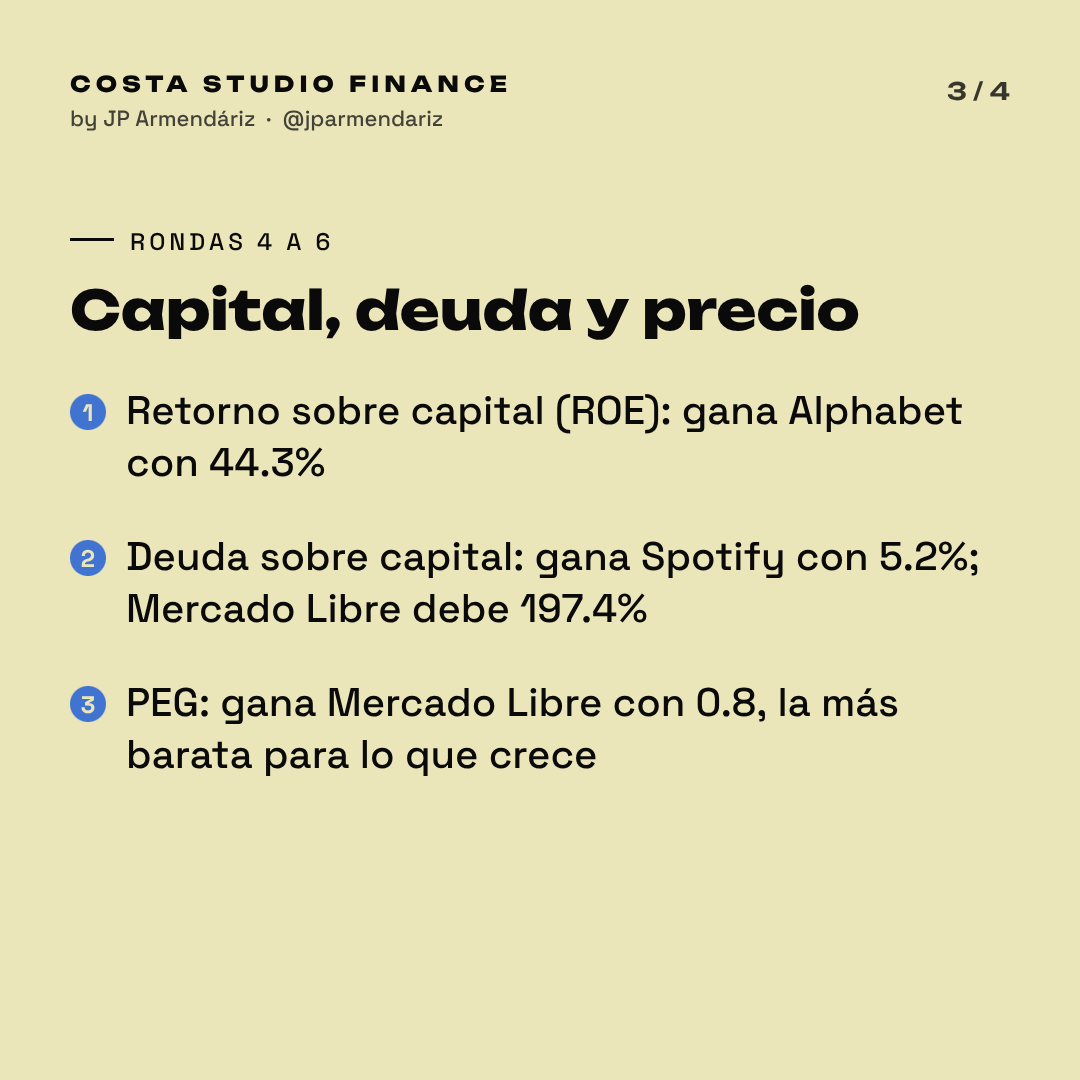 COSTA STUDIO FINANCE
by JP Armendáriz · @jparmendariz
3 / 4
RONDAS 4 A 6
Capital, deuda y precio
1 Retorno sobre capital (ROE): gana Alphabet
con 44.3%
2 Deuda sobre capital: gana Spotify con 5.2%;
Mercado Libre debe 197.4%
3 PEG: gana Mercado Libre con 0.8, la más
barata para lo que crece